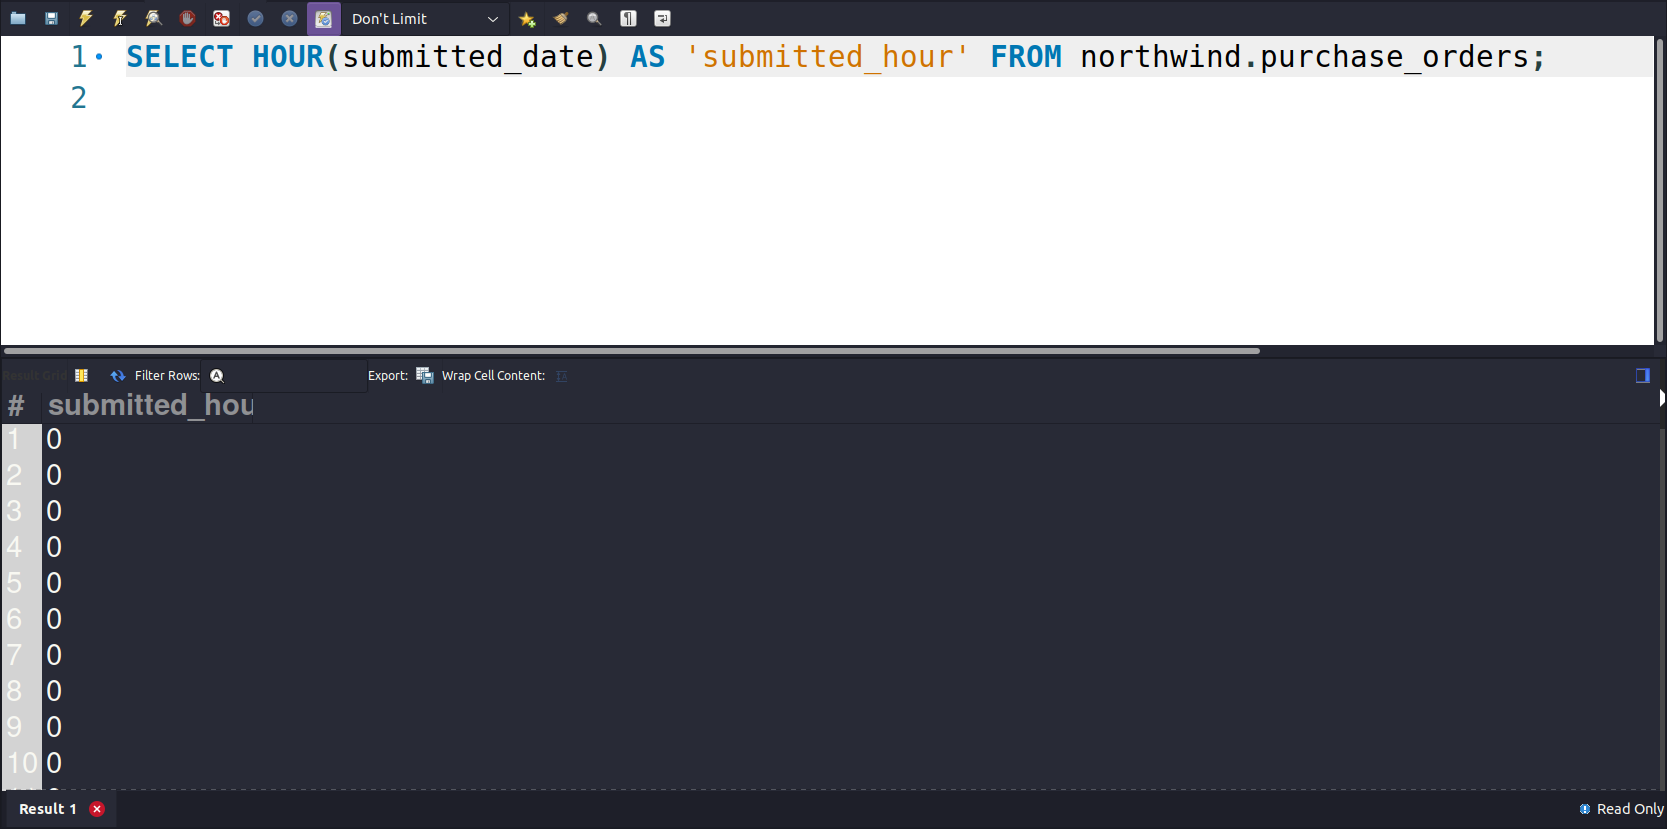 Don't Limit
1 SELECT HOUR(submitted_date) AS 'submitted_hour' FROM northwind.purchase_orders;
2
Result Grid Filter Rows: Export: Wrap Cell Content:
# submitted_hou
1 0
2 0
3 0
4 0
5 0
6 0
7 0
8 0
9 0
10 0
Result 1 Read Only